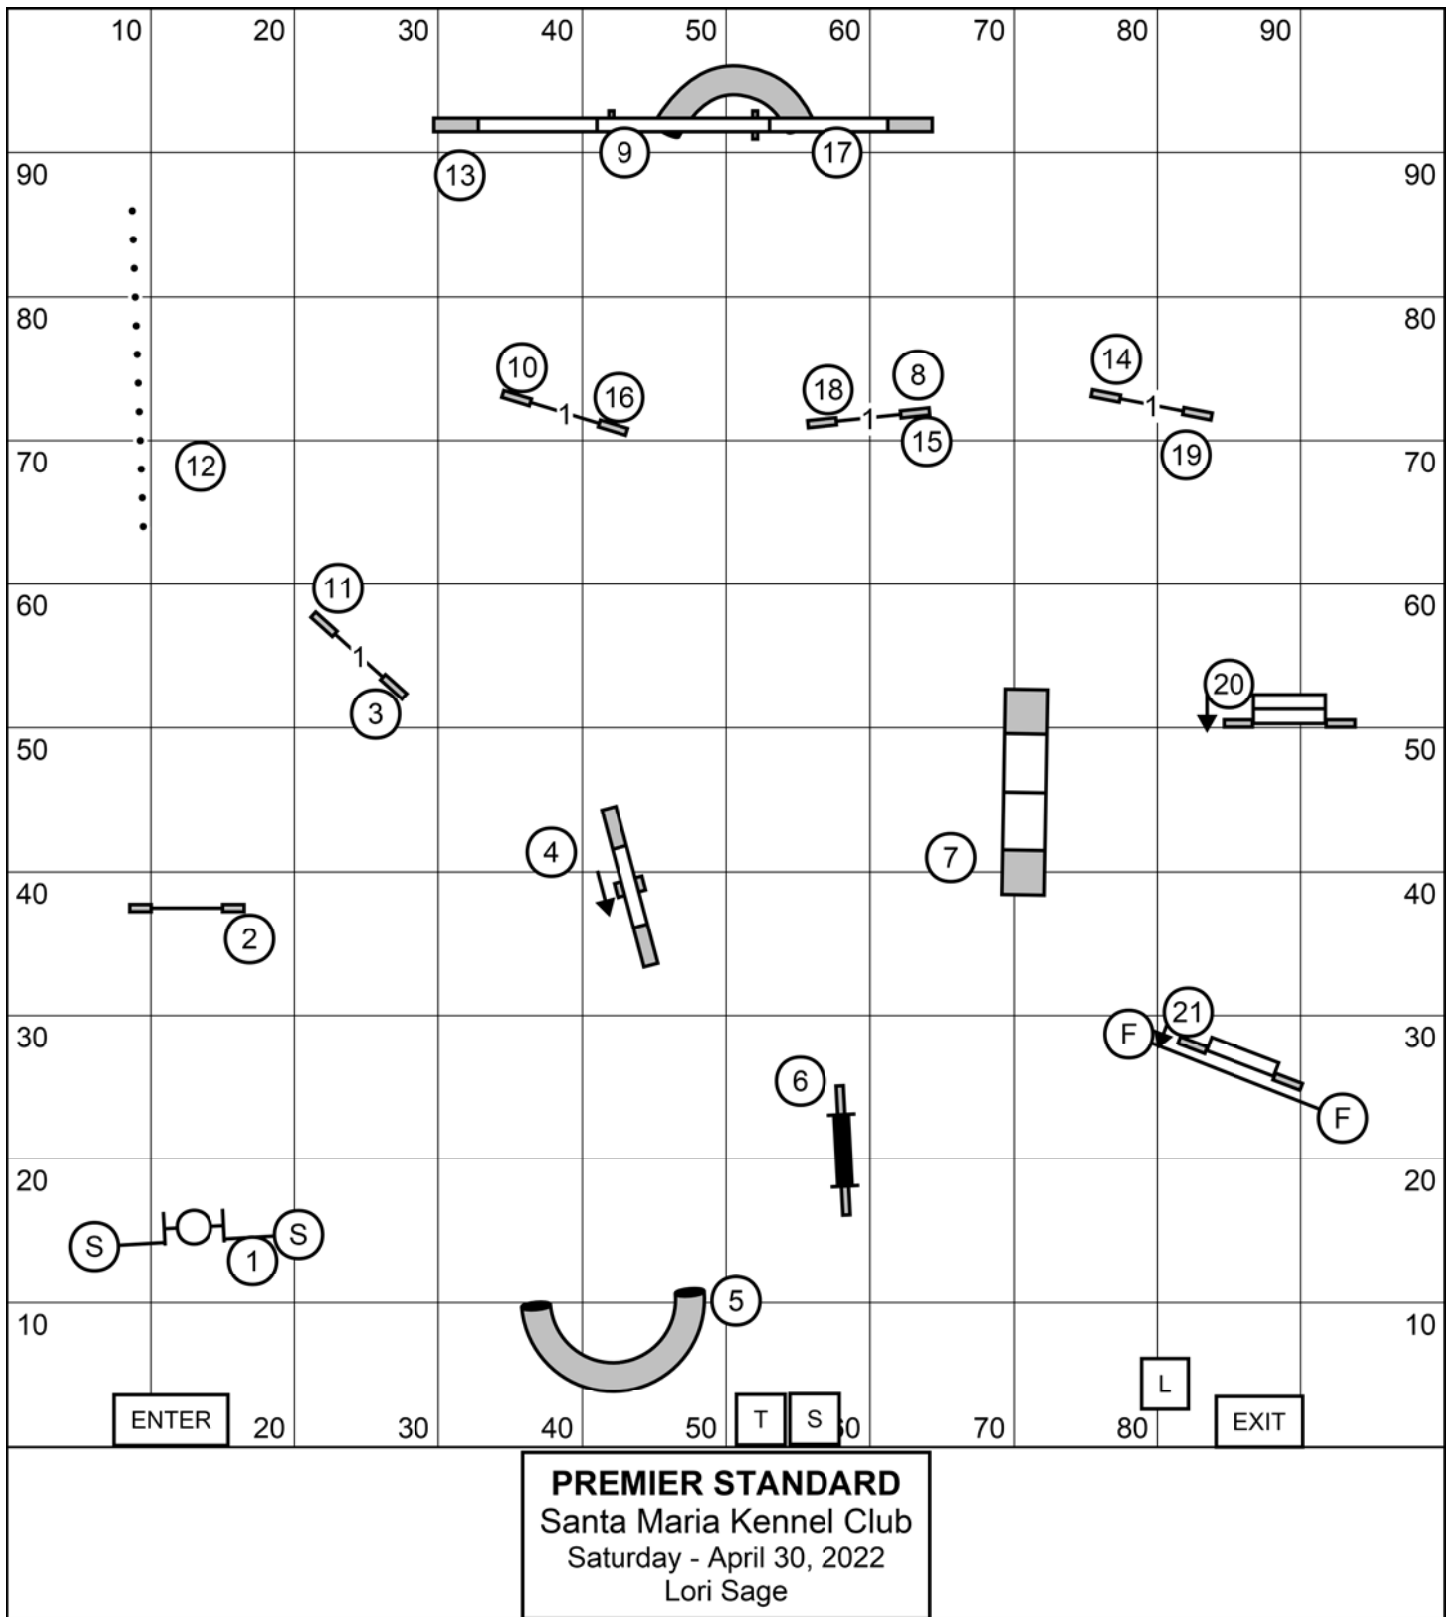 10 20 30 40 50 60 70 80 90
9 17
13
90 90
80 80
10 16 18 8 14
1 1 1
15 19
70 12 70
11
60 60
1
3 20
50 50
4 7
40 40
2
21
30 F 30
6 F
20 20
S 1 S
5
10 10
L
ENTER 20 30 40 50 T S 60 70 80 EXIT
PREMIER STANDARD
Santa Maria Kennel Club
Saturday - April 30, 2022
Lori Sage